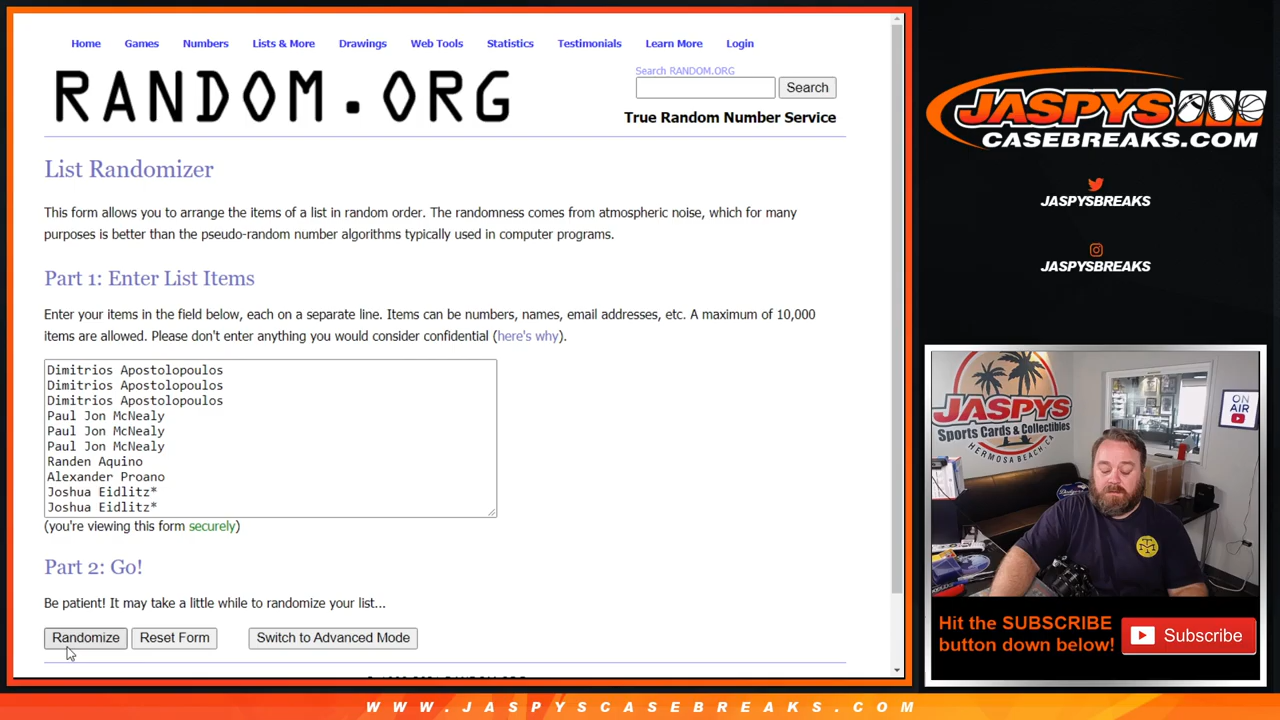 Home Games Numbers Lists & More Drawings Web Tools Statistics Testimonials Learn More Login
RANDOM.ORG
Search RANDOM.ORG
Search
True Random Number Service
List Randomizer
This form allows you to arrange the items of a list in random order. The randomness comes from atmospheric noise, which for many
purposes is better than the pseudo-random number algorithms typically used in computer programs.
Part 1: Enter List Items
Enter your items in the field below, each on a separate line. Items can be numbers, names, email addresses, etc. A maximum of 10,000
items are allowed. Please don't enter anything you would consider confidential (here's why).
Dimitrios Apostolopoulos
Dimitrios Apostolopoulos
Dimitrios Apostolopoulos
Paul Jon McNealy
Paul Jon McNealy
Paul Jon McNealy
Randen Aquino
Alexander Proano
Joshua Eidlitz*
Joshua Eidlitz*
(you're viewing this form securely)
Part 2: Go!
Be patient! It may take a little while to randomize your list...
Randomize Reset Form Switch to Advanced Mode
JASPYS
CASEBREAKS.COM
JASPYSBREAKS
JASPYSBREAKS
JASPYS
Sports Cards & Collectibles
HERMOSA BEACH, CA
ON
AIR
Hit the SUBSCRIBE
button down below!
Subscribe
WWW.JASPYSCASEBREAKS.COM